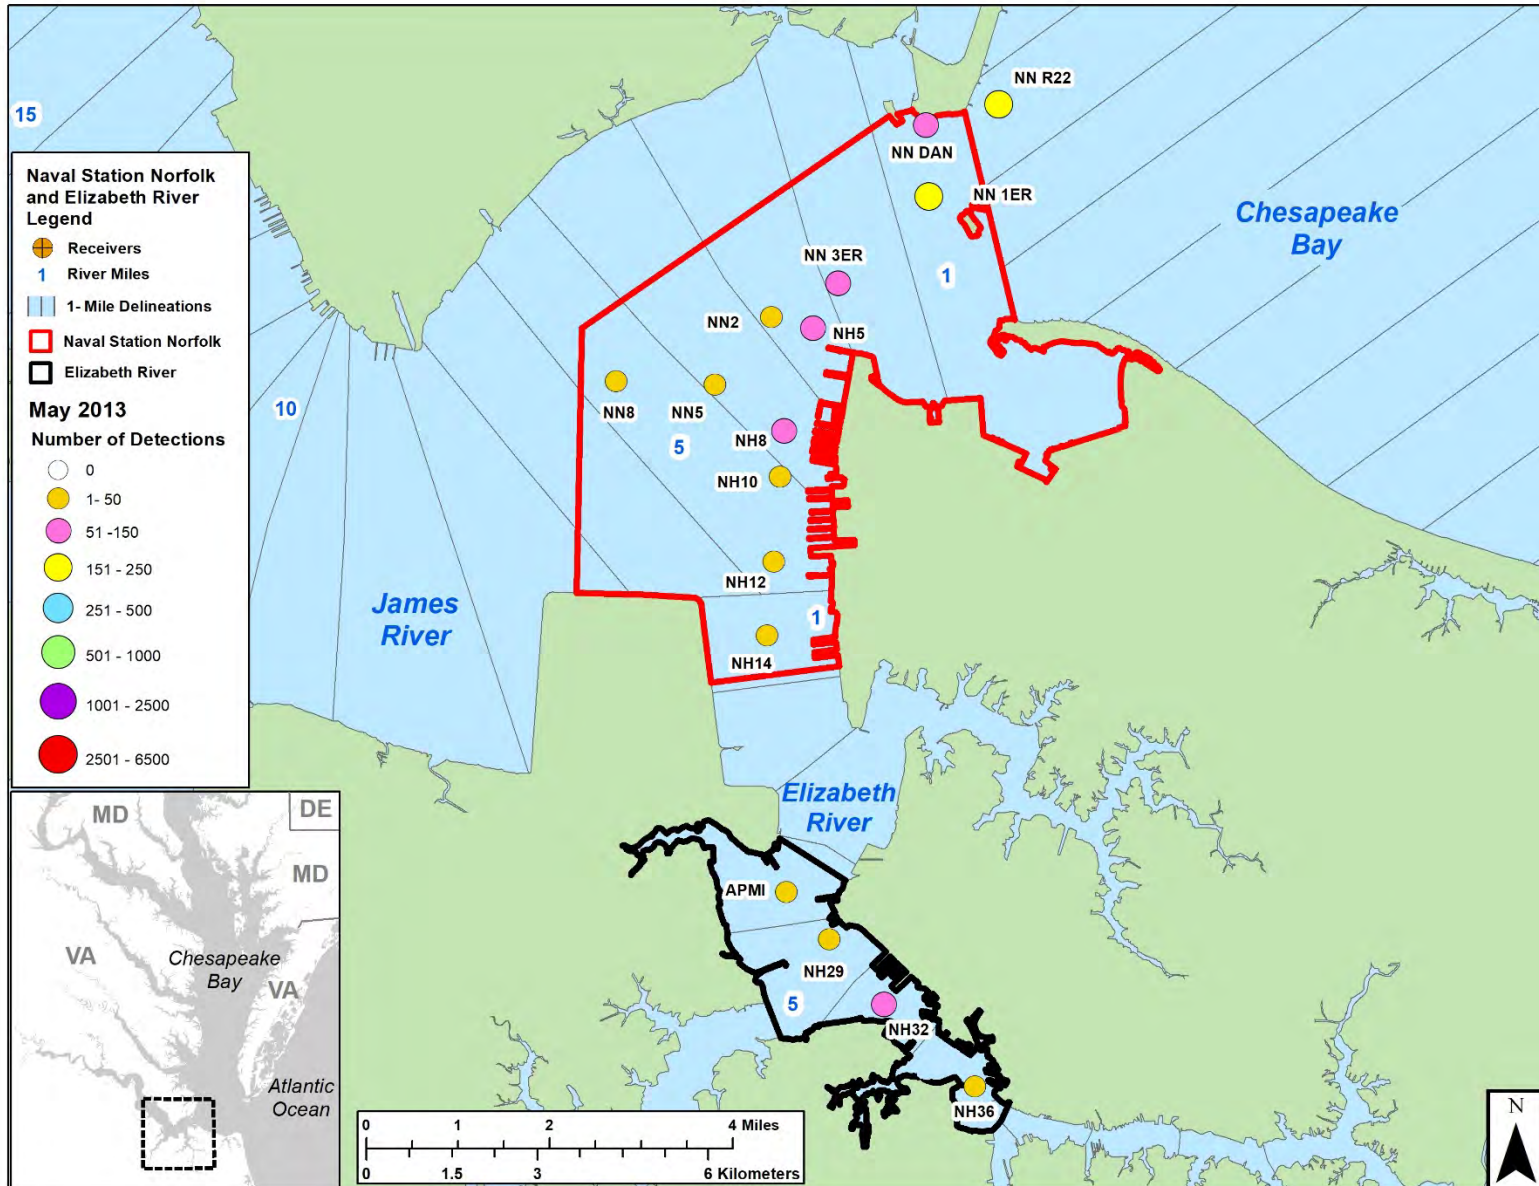 15
NN R22
NN DAN
NN 1ER
Chesapeake
Bay
1
NN 3ER
NN2
NH5
NN8
NN5
NH8
5
10
NH10
NH12
James
River
1
NH14
Elizabeth
River
APMI
NH29
5
NH32
NH36
Naval Station Norfolk
and Elizabeth River
Legend
Receivers
1 River Miles
1- Mile Delineations
Naval Station Norfolk
Elizabeth River
May 2013
Number of Detections
0
1- 50
51 -150
151 - 250
251 - 500
501 - 1000
1001 - 2500
2501 - 6500
MD
DE
MD
VA
Chesapeake
Bay
VA
Atlantic
Ocean
0 1 2 4 Miles
0 1.5 3 6 Kilometers
N